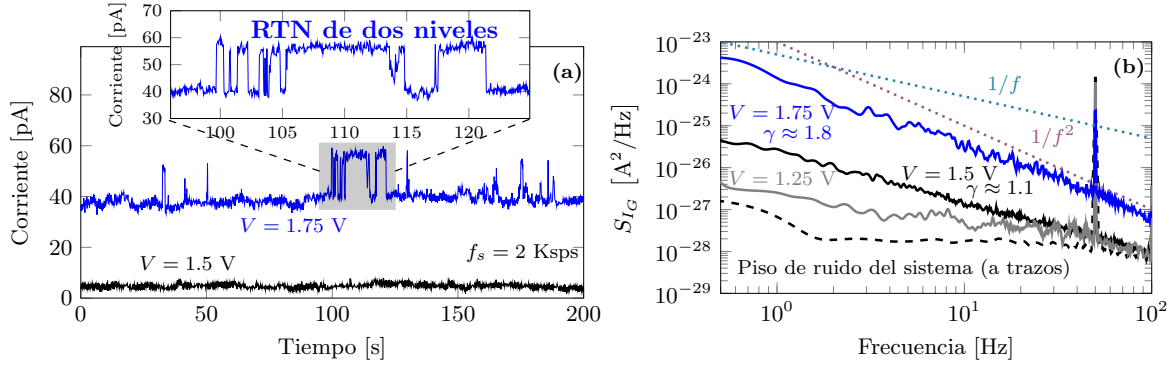 70
60
50
40
30
Corriente [pA]
RTN de dos niveles
100
105
110
115
120
(a)
80
60
40
20
0
Corriente [pA]
V = 1.75 V
f_s = 2 Ksps
V = 1.5 V
0
50
100
150
200
Tiempo [s]
10^{-23}
10^{-24}
10^{-25}
10^{-26}
10^{-27}
10^{-28}
10^{-29}
S_{I_G} [A^2/Hz]
(b)
1/f
V = 1.75 V
γ ≈ 1.8
1/f^2
V = 1.5 V
γ ≈ 1.1
V = 1.25 V
Piso de ruido del sistema (a trazos)
10^0
10^1
10^2
Frecuencia [Hz]